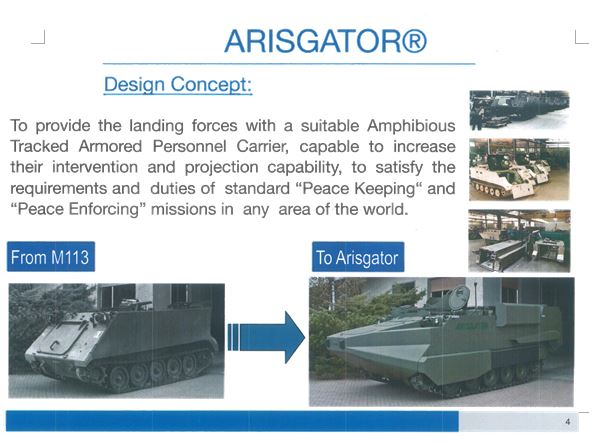 ARISGATOR®
Design Concept:
To provide the landing forces with a suitable Amphibious
Tracked Armored Personnel Carrier, capable to increase
their intervention and projection capability, to satisfy the
requirements and duties of standard “Peace Keeping“ and
“Peace Enforcing” missions in any area of the world.
From M113
To Arisgator
ARISGATOR
4